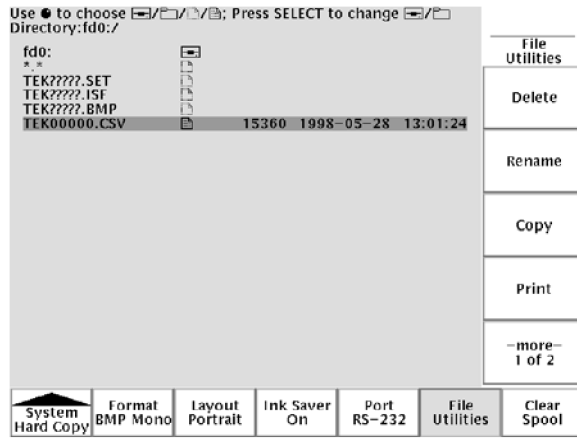 Use to choose / / / ; Press SELECT to change /
Directory:fd0:/
fd0:
*.*
TEK?????.SET
TEK?????.ISF
TEK?????.BMP
TEK00000.CSV 15360 1998-05-28 13:01:24
File
Utilities
Delete
Rename
Copy
Print
-more-
1 of 2
System
Hard Copy
Format
BMP Mono
Layout
Portrait
Ink Saver
On
Port
RS-232
File
Utilities
Clear
Spool